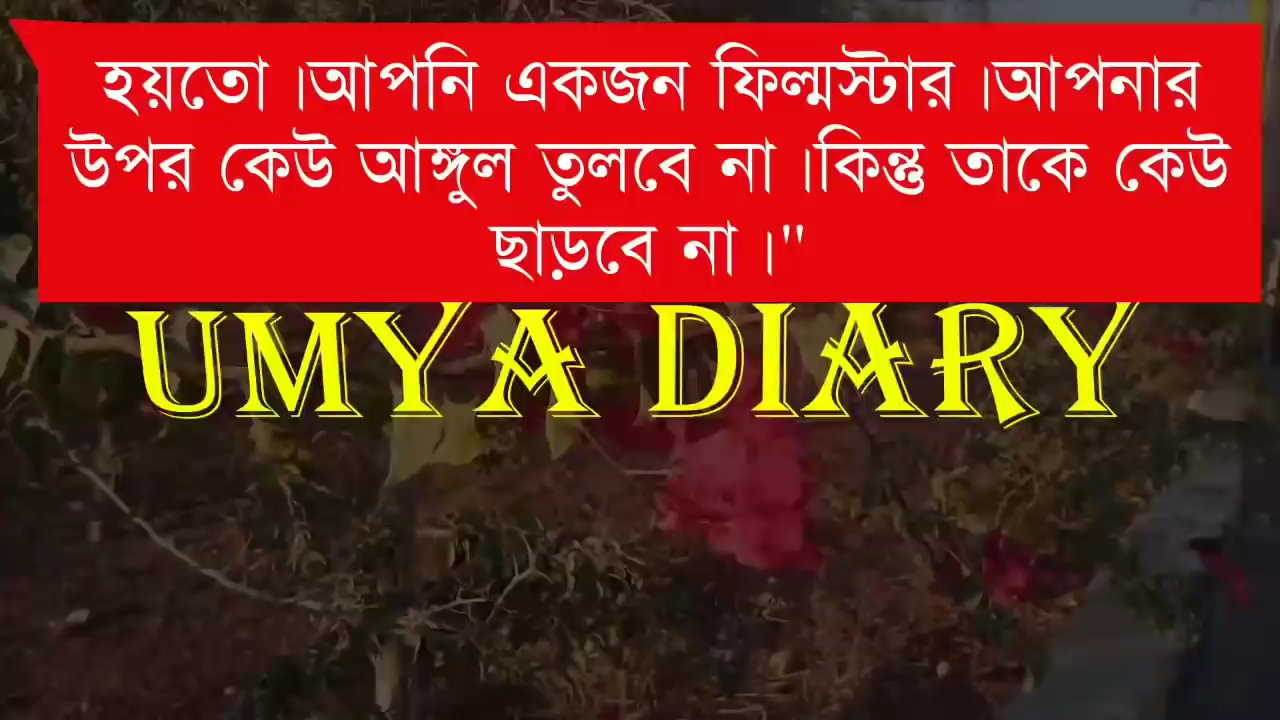 হয়তো।আপনি একজন ফিল্মস্টার।আপনার
উপর কেউ আঙ্গুল তুলবে না।কিন্তু তাকে কেউ
ছাড়বে না।"
UMYA DIARY